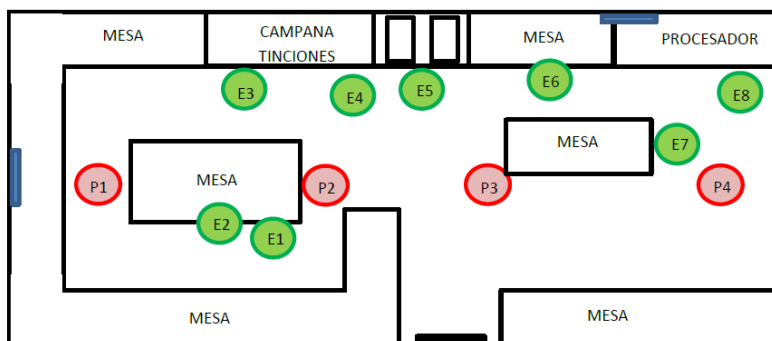 MESA
CAMPANA
TINCIONES
MESA
PROCESADOR
E3
E4
E5
E6
E8
MESA
E7
P1
MESA
P2
P3
P4
E2
E1
MESA
MESA